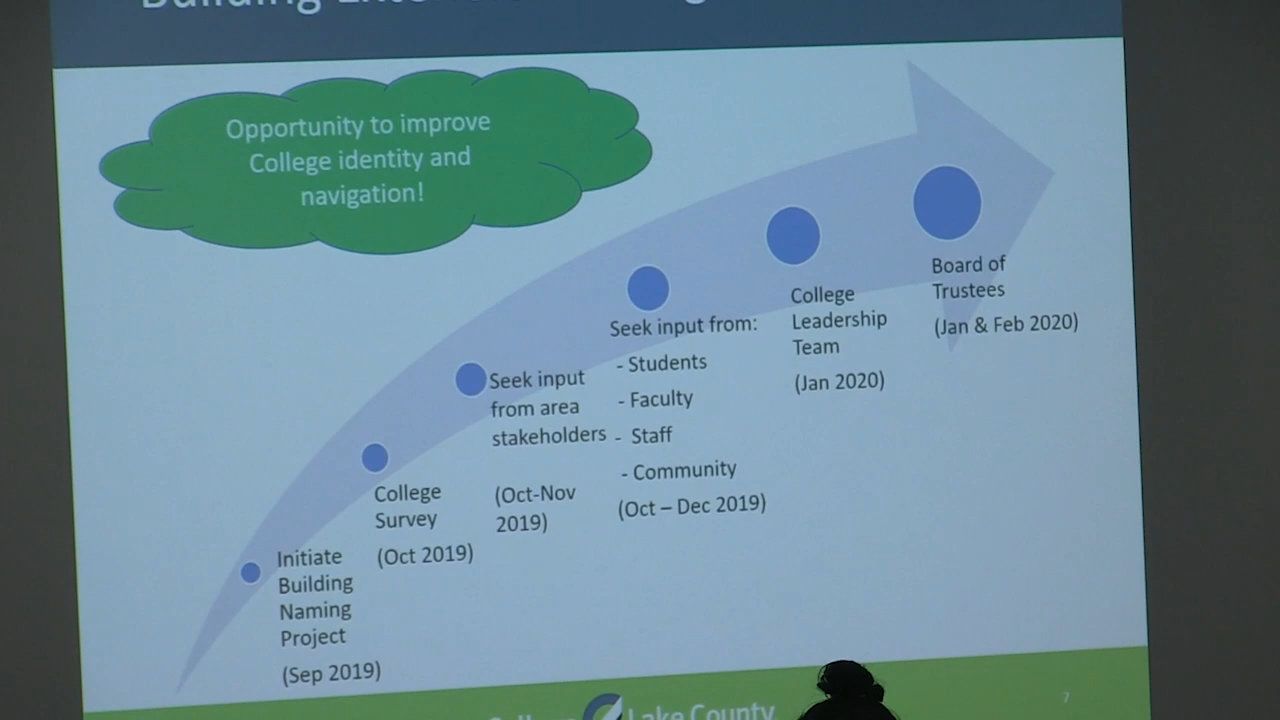 Building
Opportunity to improve
College identity and
navigation!
Initiate
Building
Naming
Project
(Sep 2019)
College
Survey
(Oct 2019)
Seek input
from area
stakeholders
(Oct-Nov
2019)
Seek input from:
- Students
- Faculty
- Staff
- Community
(Oct – Dec 2019)
College
Leadership
Team
(Jan 2020)
Board of
Trustees
(Jan & Feb 2020)
Lake County
7